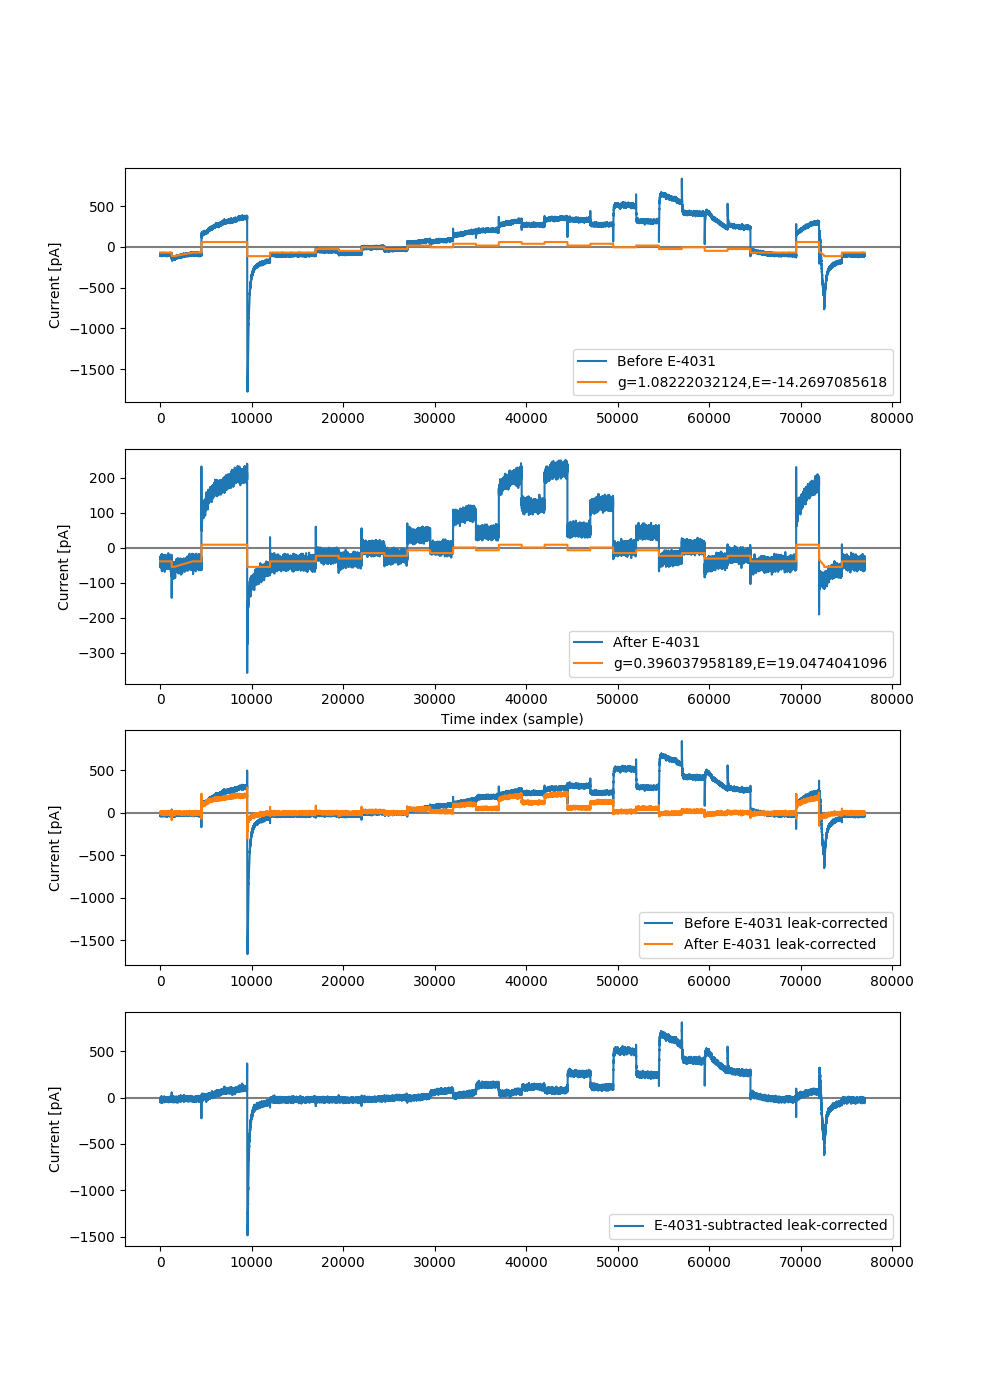 500
0
−500
−1000
−1500
Current [pA]
Before E-4031
g=1.08222032124,E=-14.2697085618
0 10000 20000 30000 40000 50000 60000 70000 80000
200
100
0
−100
−200
−300
Current [pA]
After E-4031
g=0.396037958189,E=19.0474041096
0 10000 20000 30000 40000 50000 60000 70000 80000
Time index (sample)
500
0
−500
−1000
−1500
Current [pA]
Before E-4031 leak-corrected
After E-4031 leak-corrected
0 10000 20000 30000 40000 50000 60000 70000 80000
500
0
−500
−1000
−1500
Current [pA]
E-4031-subtracted leak-corrected
0 10000 20000 30000 40000 50000 60000 70000 80000